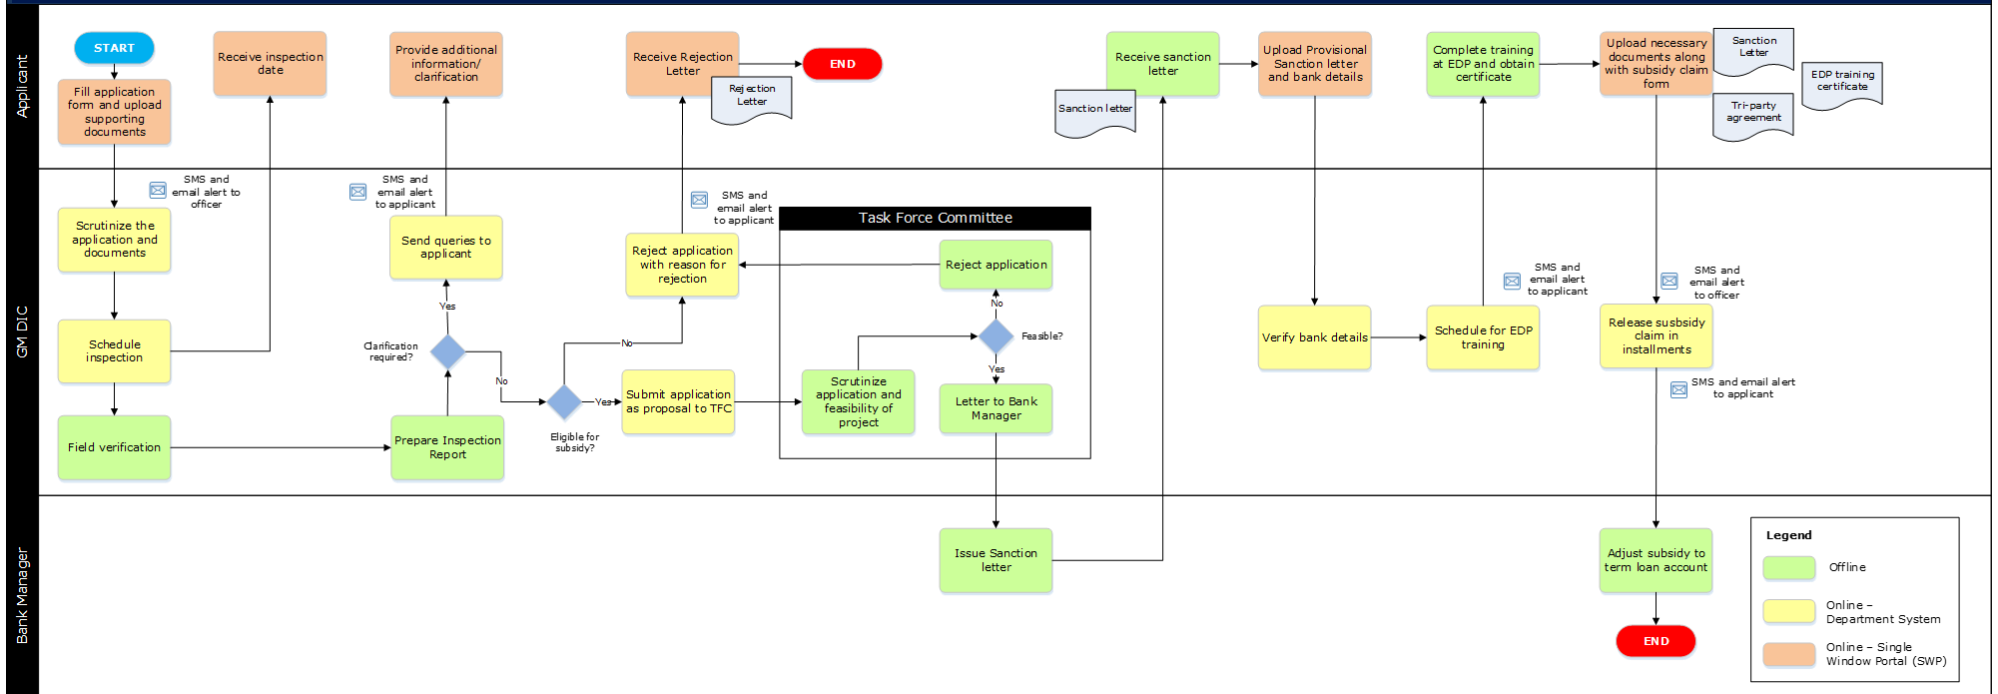 Applicant
START
Fill application
form and upload
supporting
documents
Receive inspection
date
Provide additional
information/
clarification
Receive Rejection
Letter
Rejection
Letter
END
Receive sanction
letter
Sanction letter
Upload Provisional
Sanction letter
and bank details
Complete training
at EDP and obtain
certificate
Upload necessary
documents along
with subsidy claim
form
Sanction
Letter
EDP training
certificate
Tri-party
agreement
GM DIC
SMS and
email alert to
officer
Scrutinize the
application and
documents
Schedule
inspection
Field verification
SMS and
email alert
to applicant
Send queries to
applicant
Yes
Clarification
required?
No
Prepare Inspection
Report
Eligible for
subsidy?
No
Yes
SMS and
email alert
to applicant
Reject application
with reason for
rejection
Submit application
as proposal to TFC
Task Force Committee
Reject application
No
Feasible?
Yes
Scrutinize
application and
feasibility of
project
Letter to Bank
Manager
Verify bank details
SMS and
email alert
to applicant
Schedule for EDP
training
SMS and
email alert
to officer
Release susbsidy
claim in
installments
SMS and email alert
to applicant
Bank Manager
Issue Sanction
letter
Adjust subsidy to
term loan account
END
Legend
Offline
Online –
Department System
Online – Single
Window Portal (SWP)